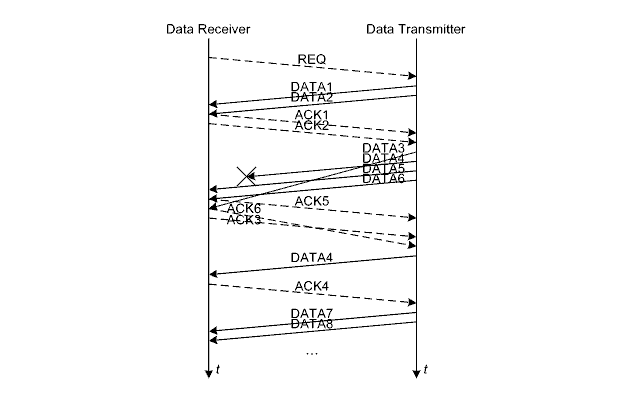 Data Receiver Data Transmitter
REQ
DATA1
DATA2
ACK1
ACK2
DATA3
DATA4
DATA5
DATA6
ACK5
ACK6
ACK3
DATA4
ACK4
DATA7
DATA8
...
t t